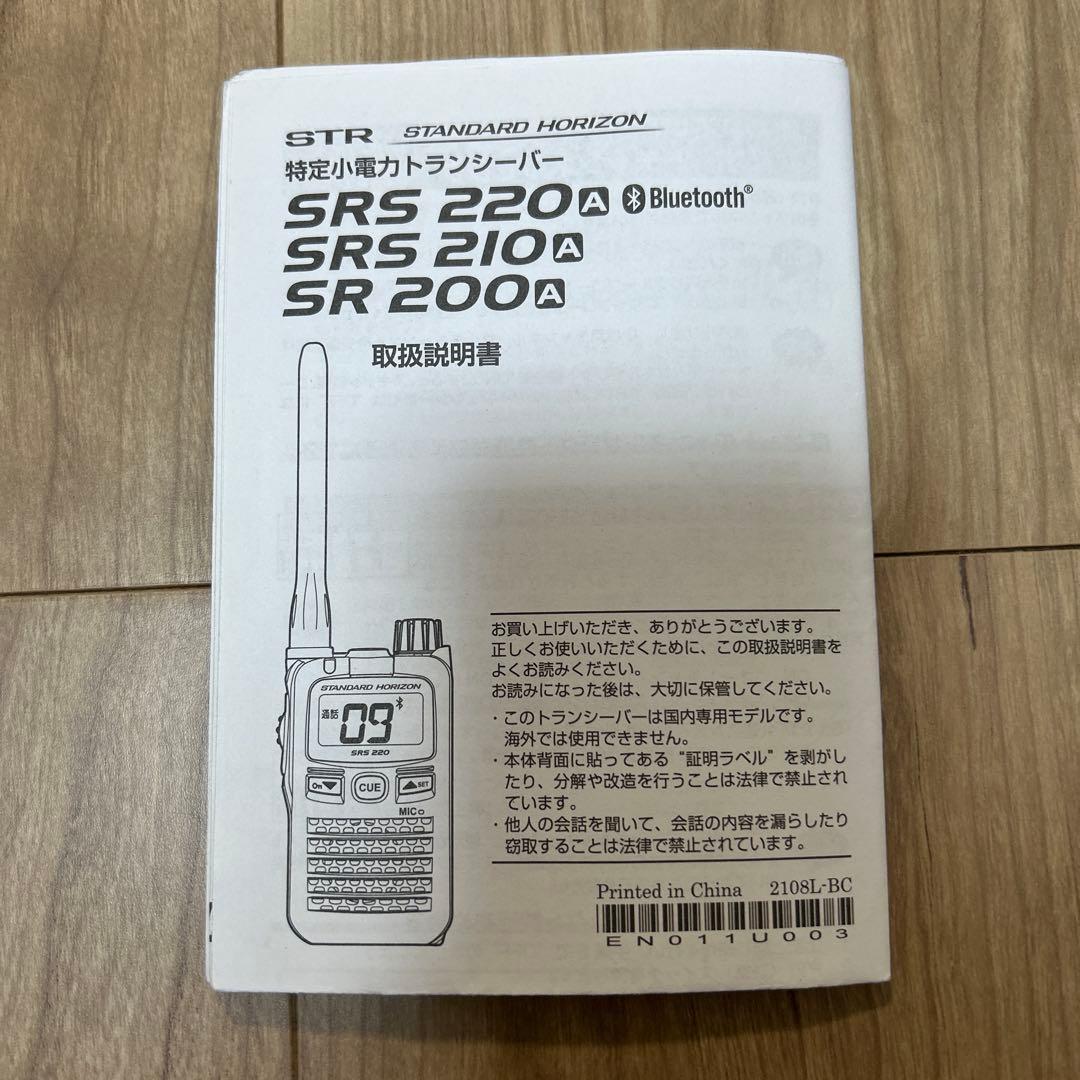 STR STANDARD HORIZON
特定小電力トランシーバー
SRS 220A Bluetooth®
SRS 210A
SR 200A
取扱説明書
お買い上げいただき、ありがとうございます。
正しくお使いいただくために、この取扱説明書を
よくお読みください。
お読みになった後は、大切に保管してください。
・このトランシーバーは国内専用モデルです。
海外では使用できません。
・本体背面に貼ってある“証明ラベル”を剥がし
たり、分解や改造を行うことは法律で禁止され
ています。
・他人の会話を聞いて、会話の内容を漏らしたり
窃取することは法律で禁止されています。
STANDARD HORIZON
通話 09
SRS 220
On▼ CUE ▲SET
MIC
Printed in China 2108L-BC
EN011U003